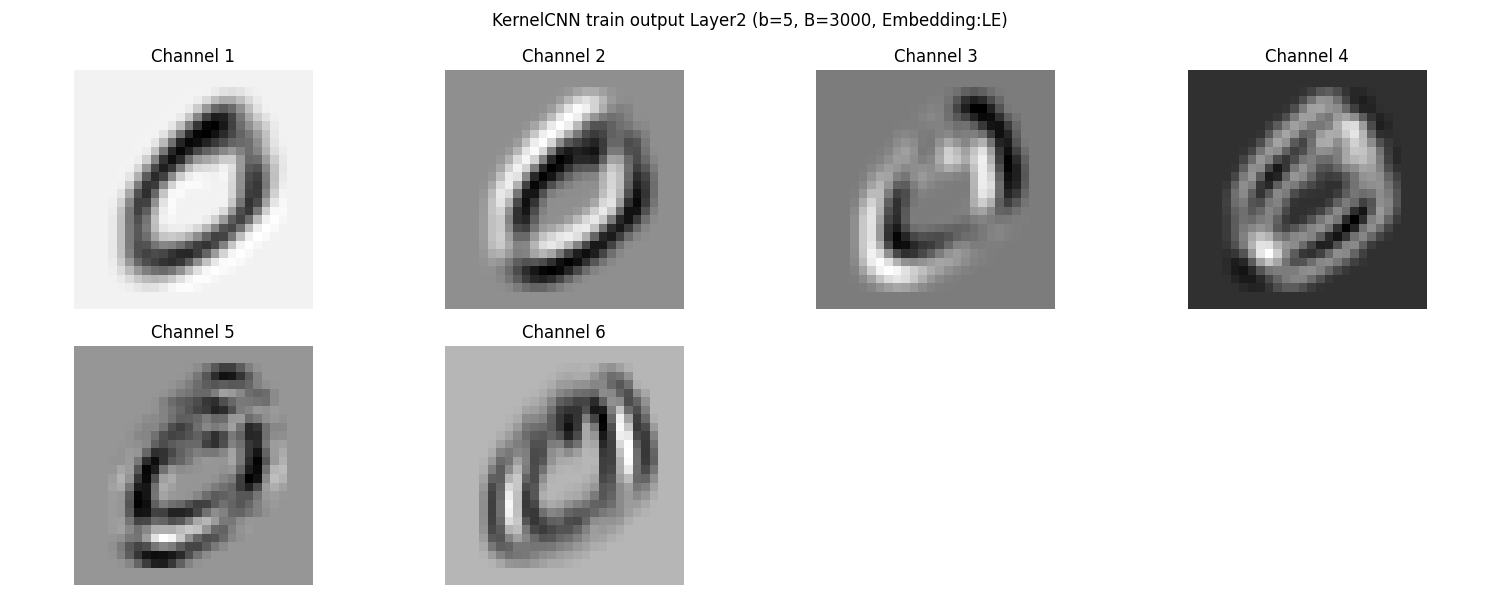 KernelCNN train output Layer2 (b=5, B=3000, Embedding:LE)
Channel 1
Channel 2
Channel 3
Channel 4
Channel 5
Channel 6